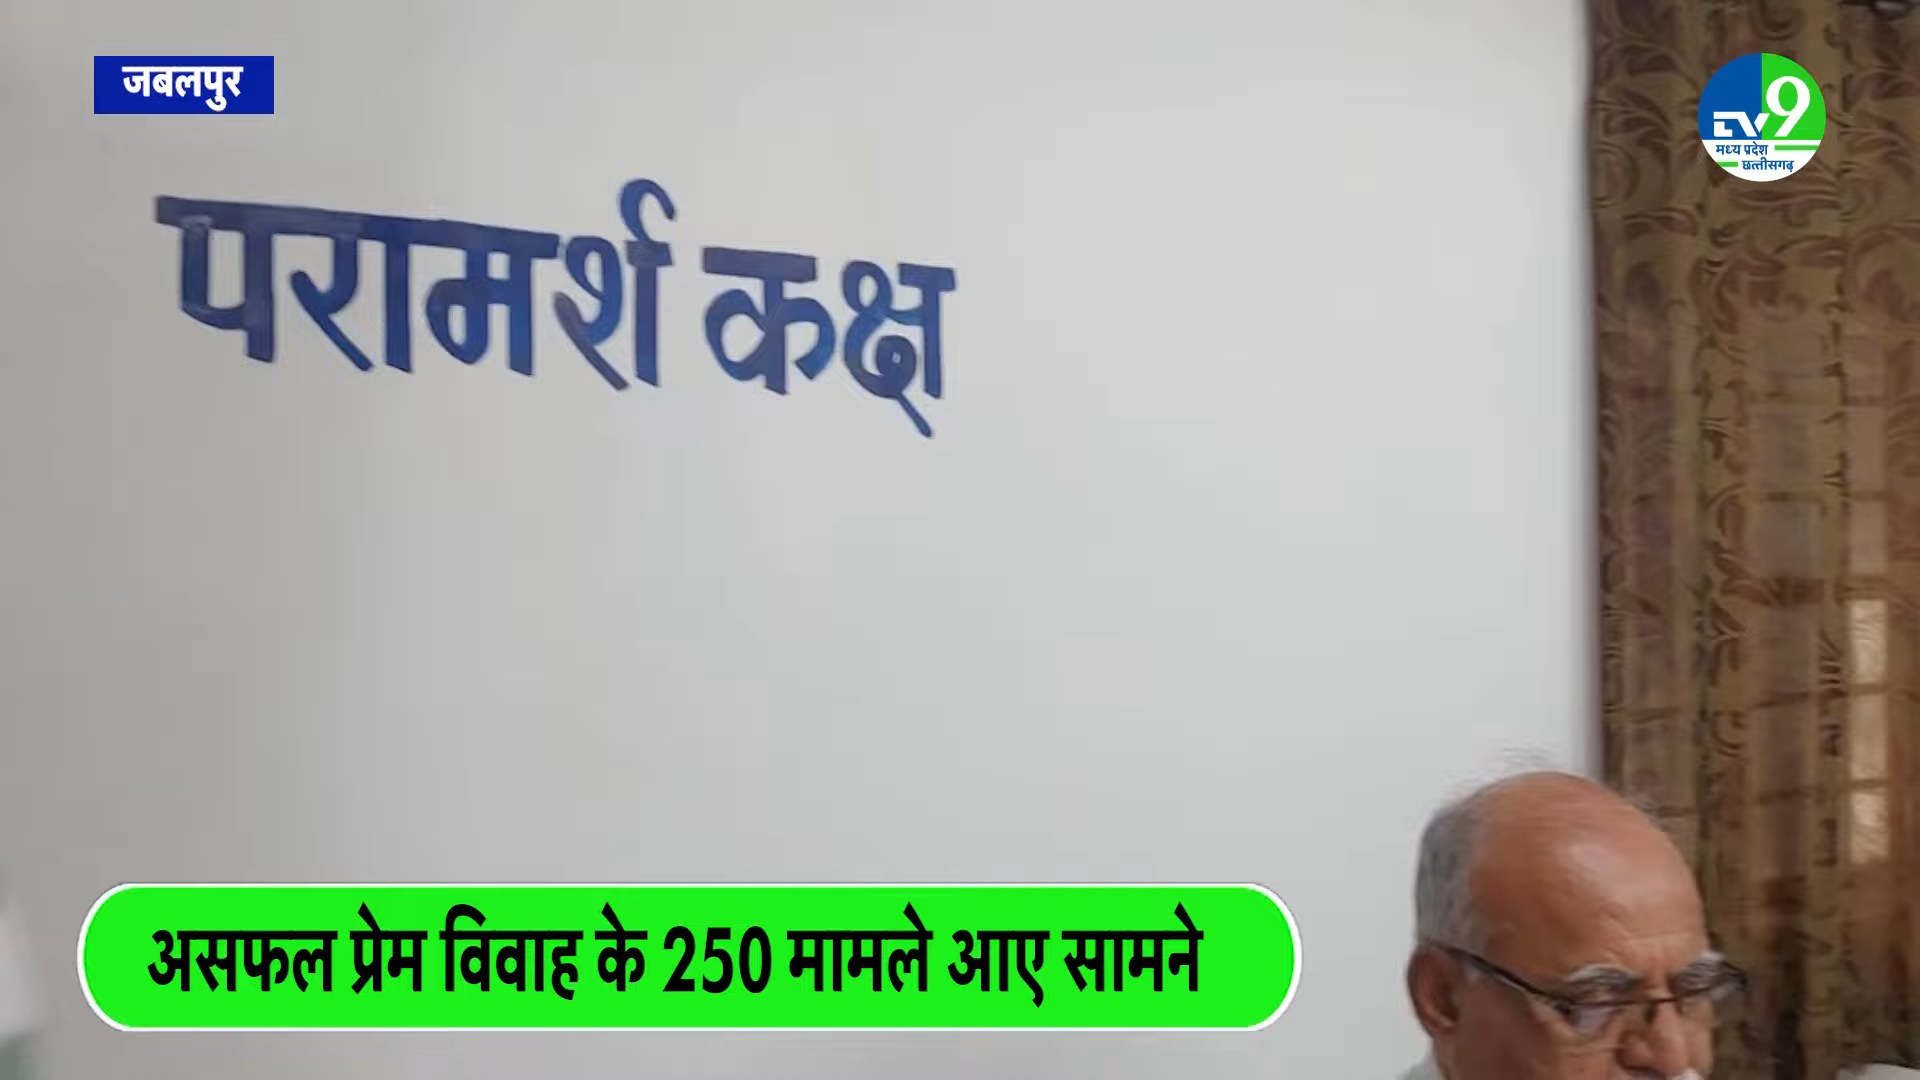 जबलपुर
TV9
मध्य प्रदेश
छत्तीसगढ़
परामर्श कक्ष
असफल प्रेम विवाह के 250 मामले आए सामने